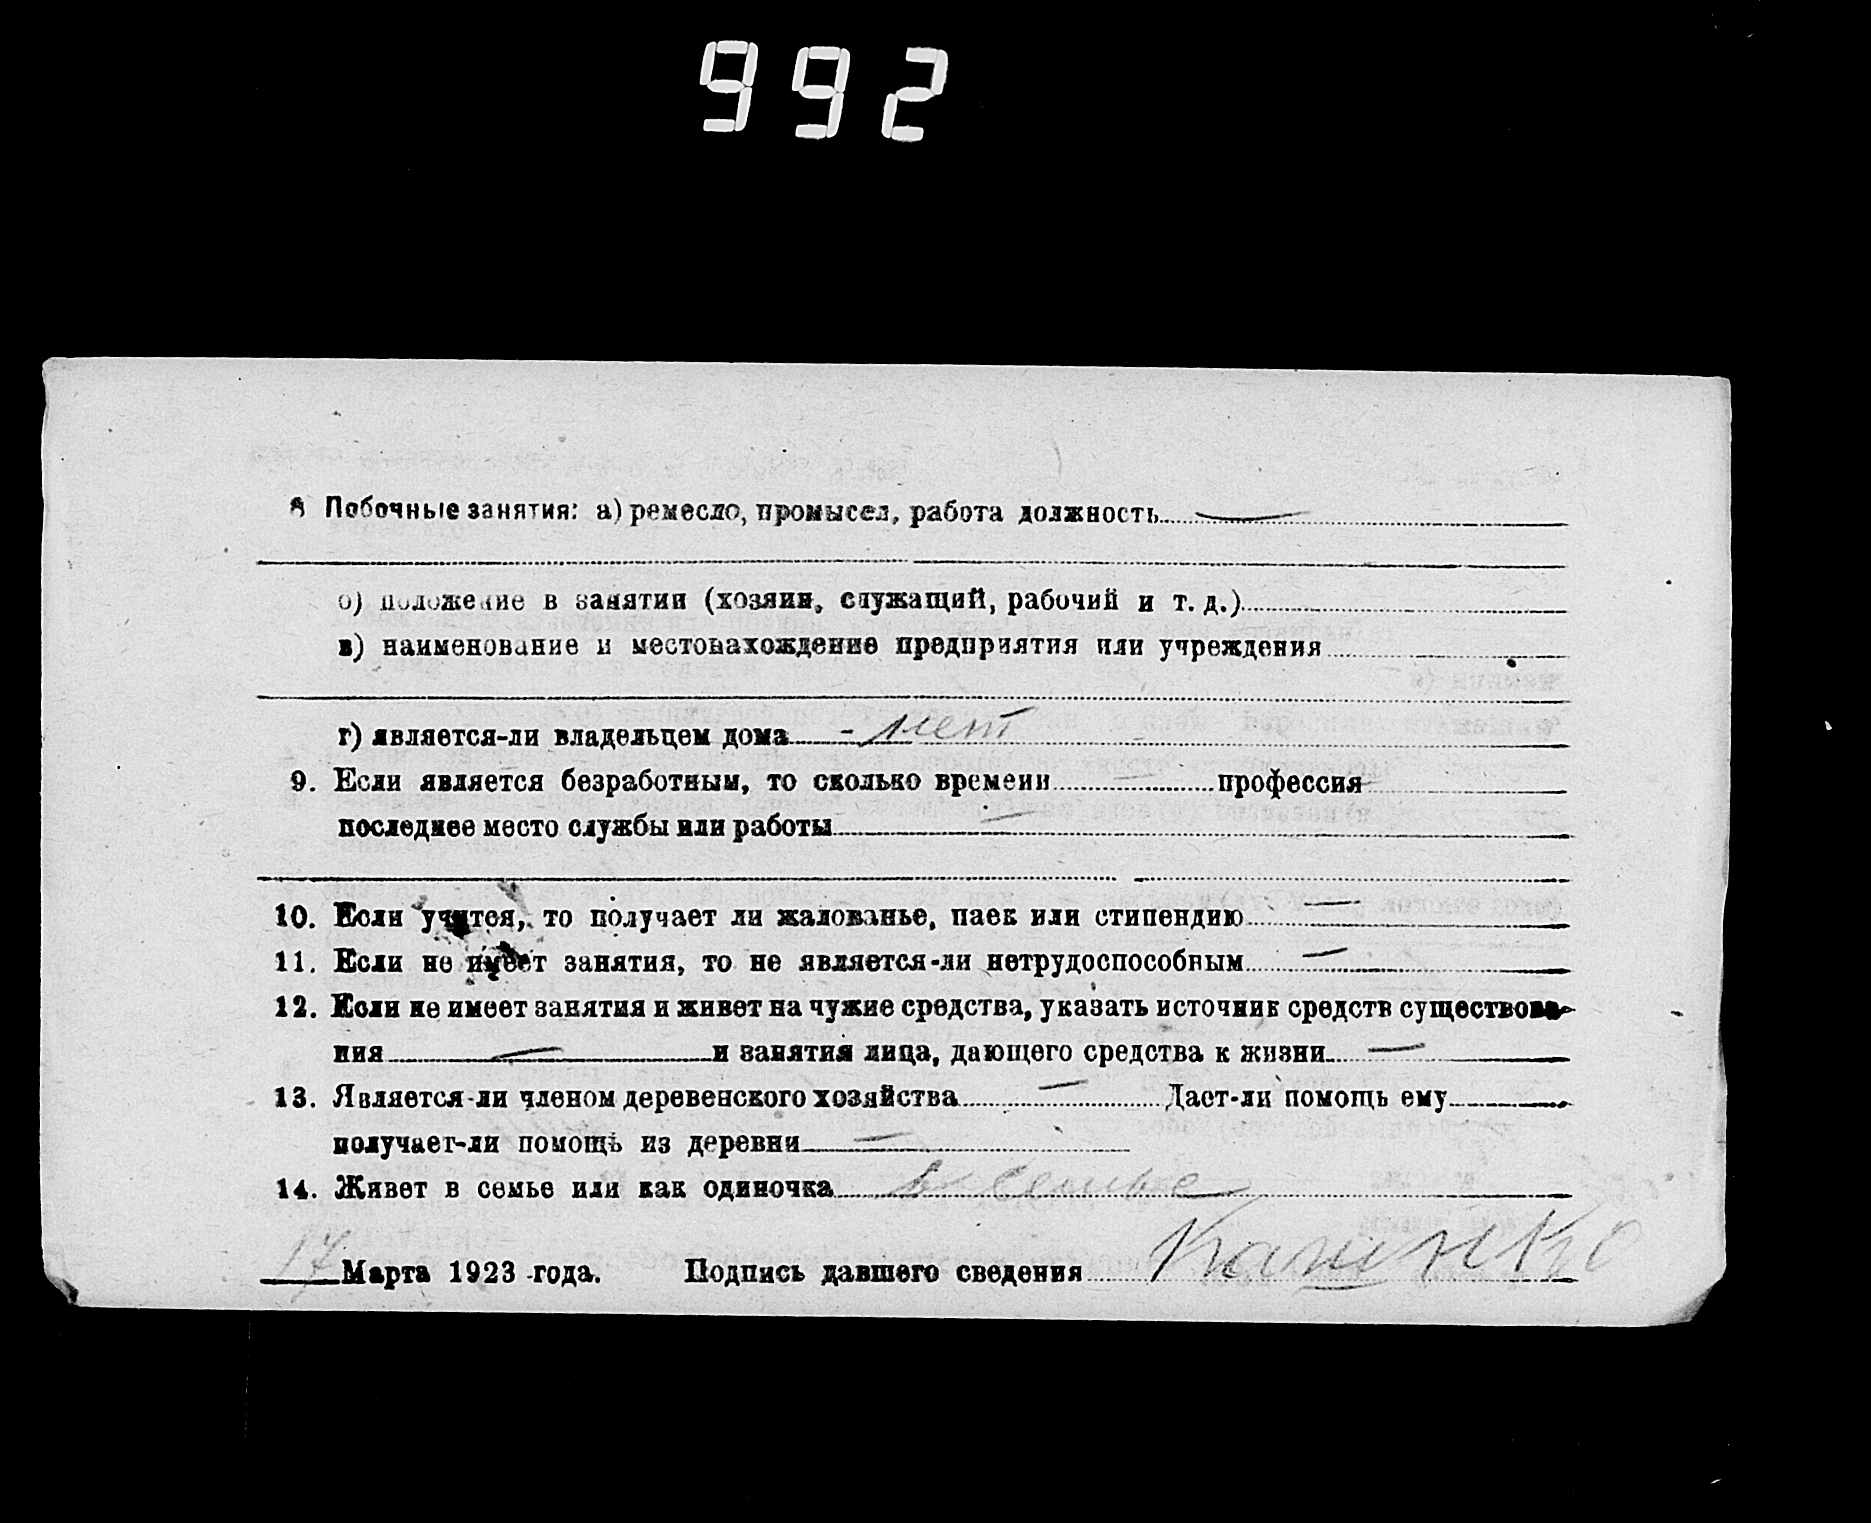 992
8 Побочные занятия: а) ремесло, промысел, работа должность —
б) положение в занятии (хозяин, служащий, рабочий и т. д.)
в) наименование и местонахождение предприятия или учреждения
г) является-ли владельцем дома - нет
9. Если является безработным, то сколько времени профессия
последнее место службы или работы —
10. Если учится, то получает ли жалованье, паек или стипендию —
11. Если не имеет занятия, то не является-ли нетрудоспособным —
12. Если не имеет занятия и живет на чужие средства, указать источник средств существова-
ния — и занятия лица, дающего средства к жизни —
13. Является-ли членом деревенского хозяйства — Дает-ли помощь ему
получает-ли помощь из деревни —
14. Живет в семье или как одиночка в семье
17 Марта 1923 года. Подпись давшего сведения